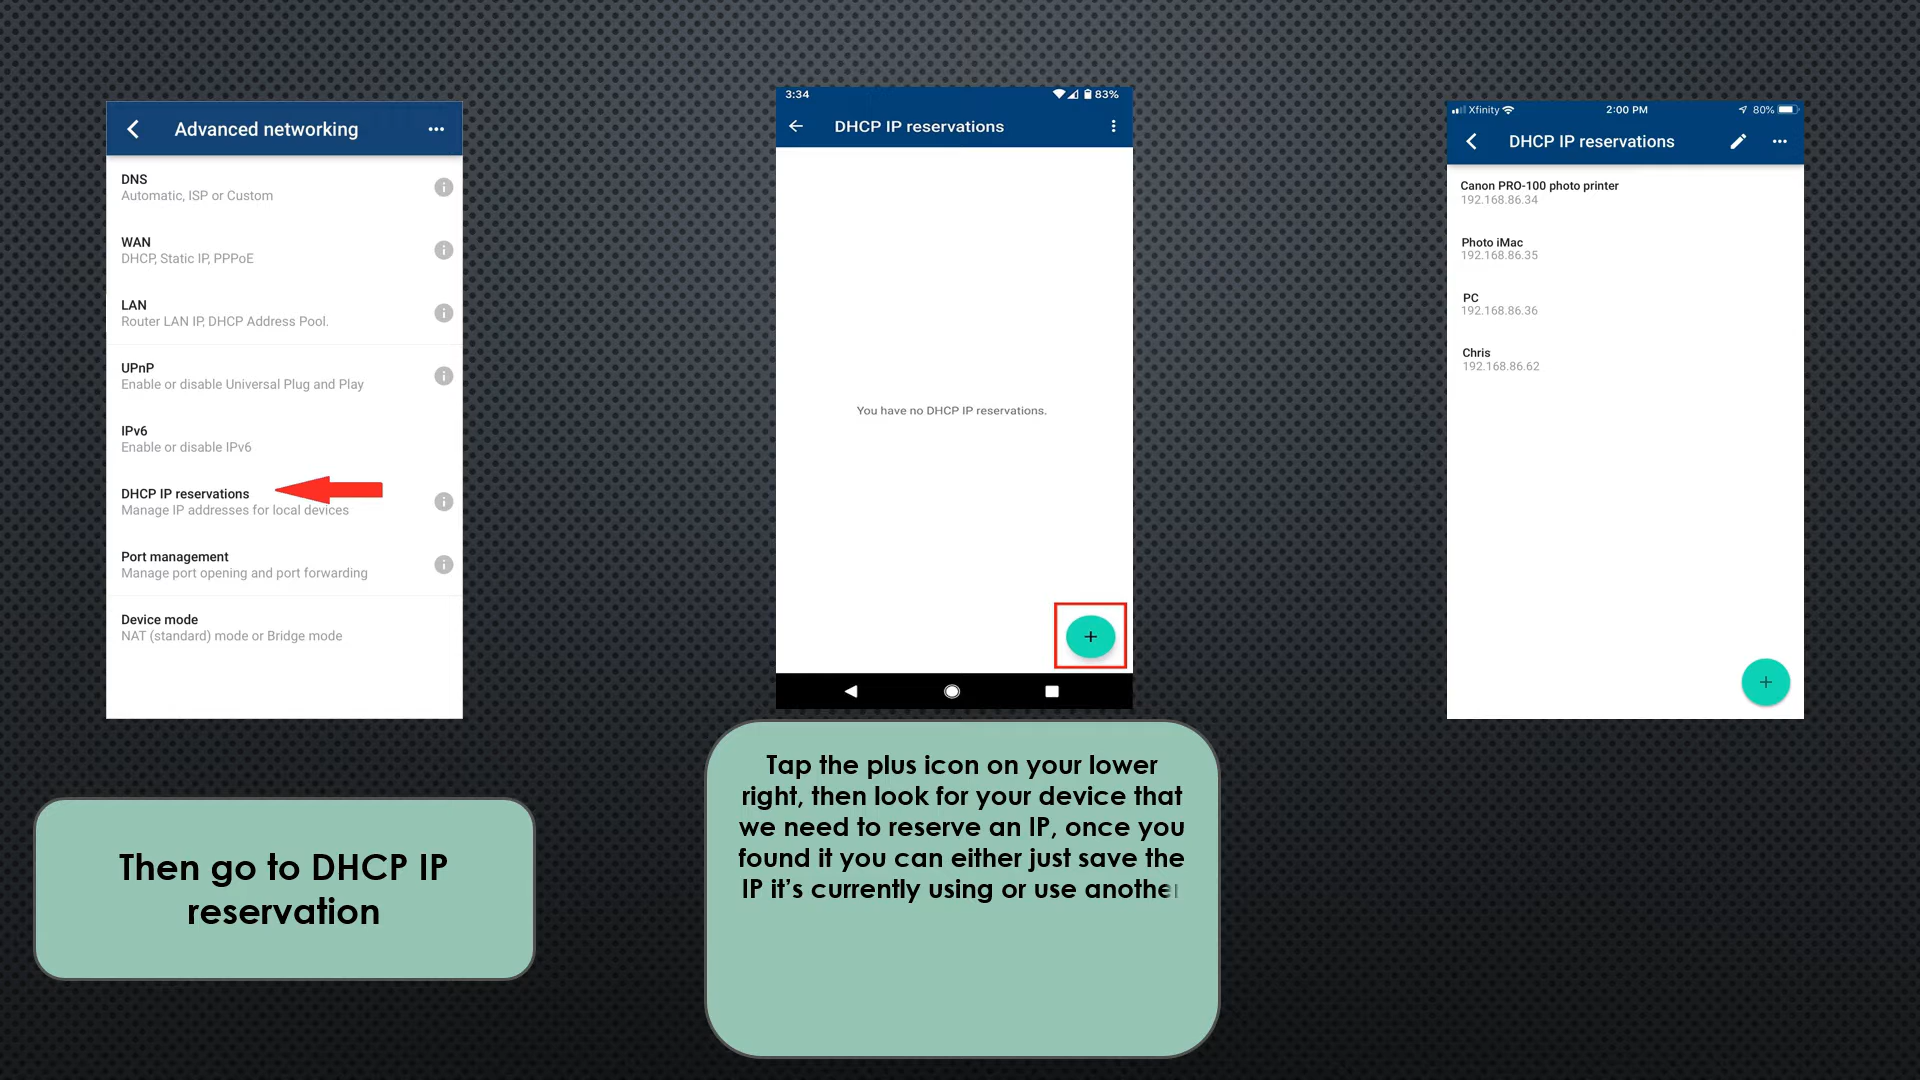 Advanced networking
DNS
Automatic, ISP or Custom
WAN
DHCP, Static IP, PPPoE
LAN
Router LAN IP, DHCP Address Pool.
UPnP
Enable or disable Universal Plug and Play
IPv6
Enable or disable IPv6
DHCP IP reservations
Manage IP addresses for local devices
Port management
Manage port opening and port forwarding
Device mode
NAT (standard) mode or Bridge mode
Then go to DHCP IP
reservation
3:34
83%
DHCP IP reservations
You have no DHCP IP reservations.
Tap the plus icon on your lower
right, then look for your device that
we need to reserve an IP, once you
found it you can either just save the
IP it’s currently using or use another
Xfinity 2:00 PM 80%
DHCP IP reservations
Canon PRO-100 photo printer
192.168.86.34
Photo iMac
192.168.86.35
PC
192.168.86.36
Chris
192.168.86.62